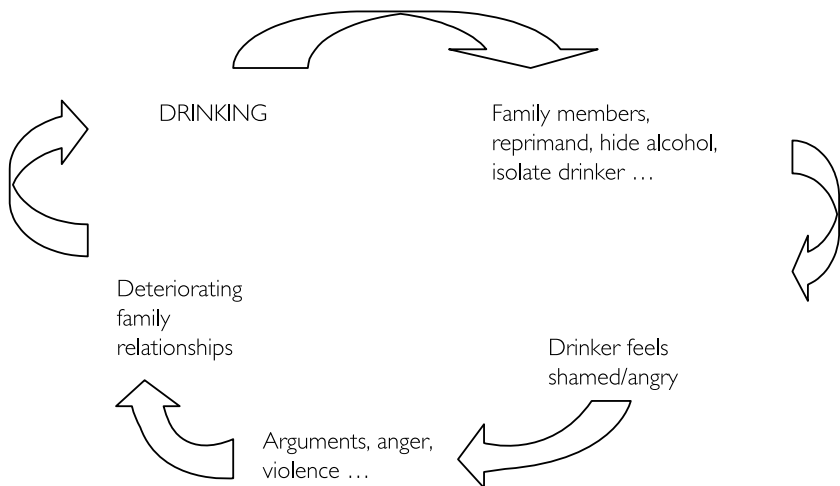 DRINKING
Family members,
reprimand, hide alcohol,
isolate drinker …
Drinker feels
shamed/angry
Arguments, anger,
violence …
Deteriorating
family
relationships